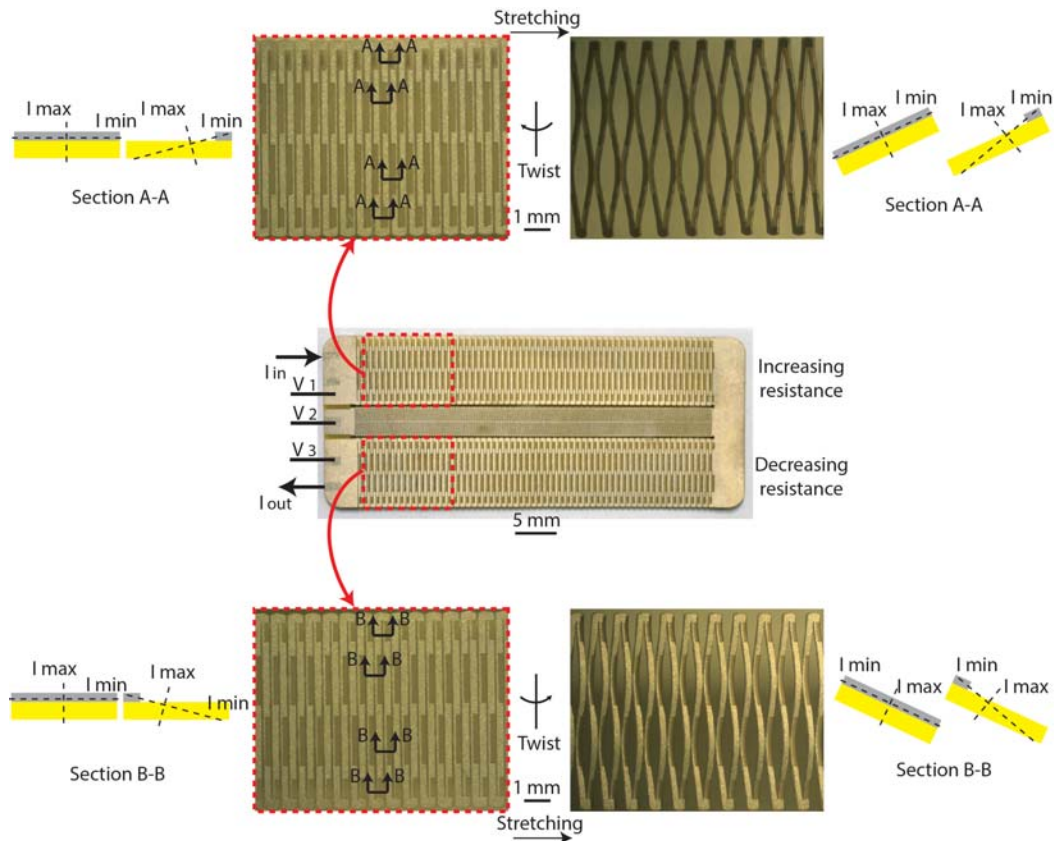 Stretching
A A
A A
A A
A A
I max
I min
I max
I min
Section A-A
Twist
1 mm
I max
I min
I min
I max
Section A-A
I in
V 1
V 2
V 3
I out
Increasing
resistance
Decreasing
resistance
5 mm
B B
B B
B B
B B
I max
I min
I max
I min
Section B-B
Twist
1 mm
Stretching
I min
I max
I min
I max
Section B-B